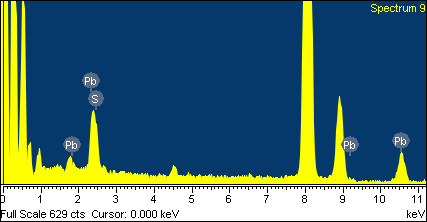 Spectrum 9
Pb
S
Pb
Pb
Pb
0 1 2 3 4 5 6 7 8 9 10 11
Full Scale 629 cts Cursor: 0.000 keV keV